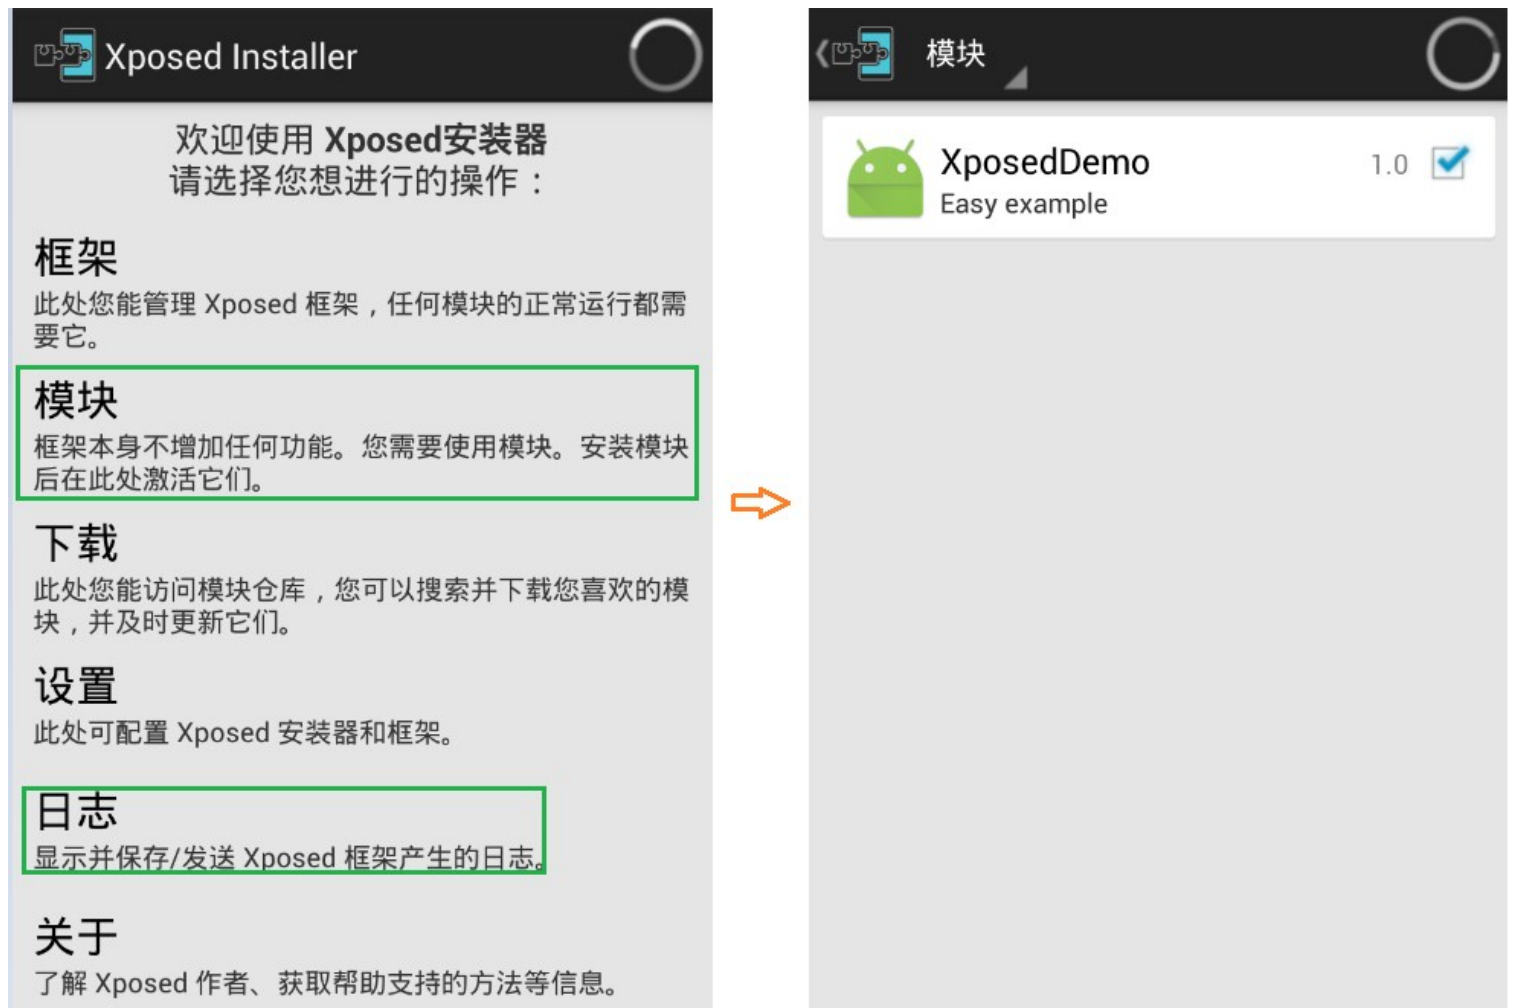 Xposed Installer
欢迎使用 Xposed安装器
请选择您想进行的操作：
框架
此处您能管理 Xposed 框架，任何模块的正常运行都需
要它。
模块
框架本身不增加任何功能。您需要使用模块。安装模块
后在此处激活它们。
下载
此处您能访问模块仓库，您可以搜索并下载您喜欢的模
块，并及时更新它们。
设置
此处可配置 Xposed 安装器和框架。
日志
显示并保存/发送 Xposed 框架产生的日志。
关于
了解 Xposed 作者、获取帮助支持的方法等信息。
模块
XposedDemo 1.0
Easy example